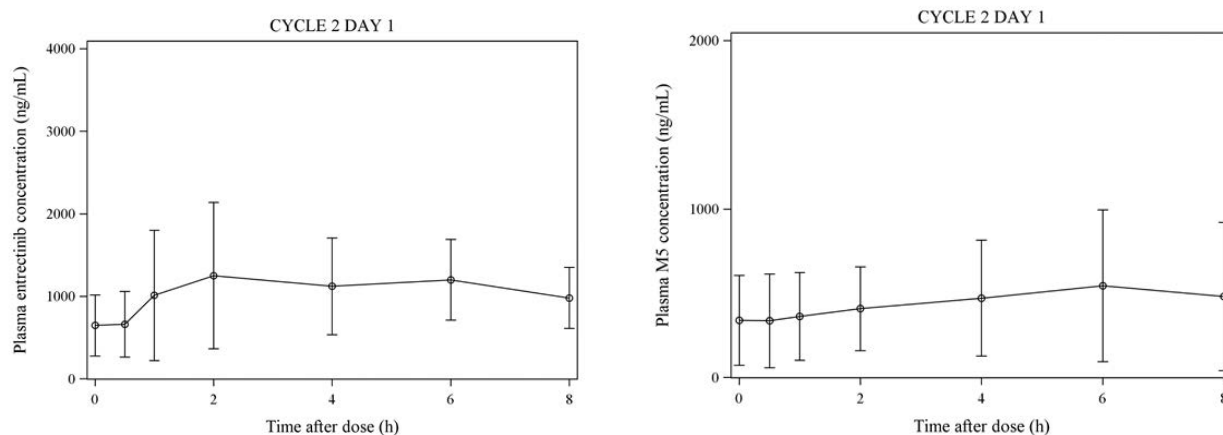 CYCLE 2 DAY 1
Plasma entrectinib concentration (ng/mL)
4000
3000
2000
1000
0
0 2 4 6 8
Time after dose (h)
CYCLE 2 DAY 1
Plasma M5 concentration (ng/mL)
2000
1000
0
0 2 4 6 8
Time after dose (h)